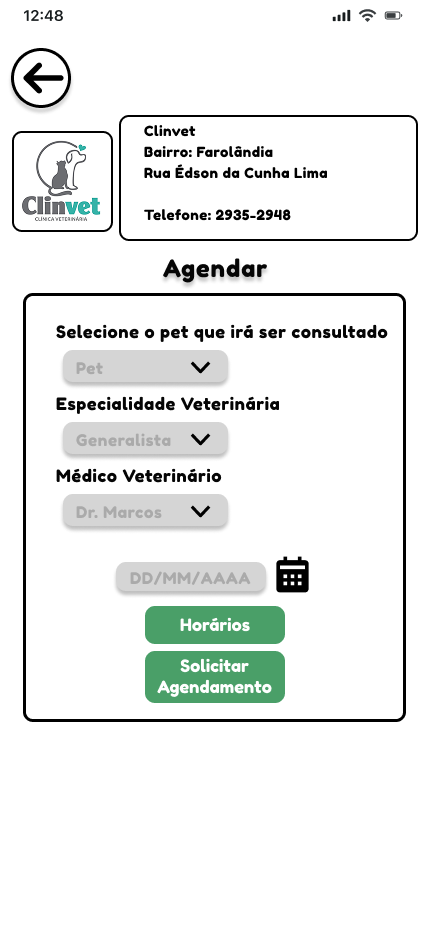 12:48
Clinvet
Bairro: Farolândia
Rua Édson da Cunha Lima
Telefone: 2935-2948
Clinvet
CLÍNICA VETERINÁRIA
Agendar
Selecione o pet que irá ser consultado
Pet
Especialidade Veterinária
Generalista
Médico Veterinário
Dr. Marcos
DD/MM/AAAA
Horários
Solicitar
Agendamento